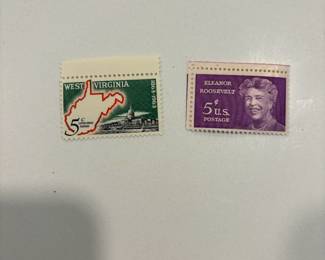 WEST VIRGINIA
1863-1963
5¢
ELEANOR
ROOSEVELT
5¢ U.S.
POSTAGE